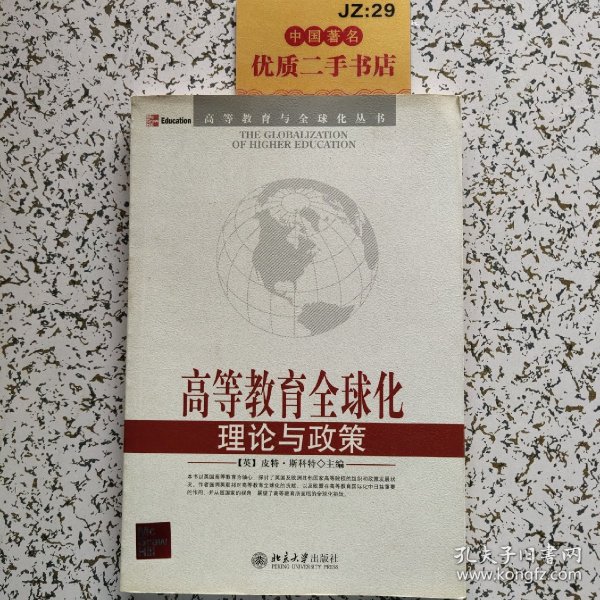 JZ:29
中国著名
优质二手书店
Education 高等教育与全球化丛书
THE GLOBALIZATION
OF HIGHER EDUCATION
高等教育全球化
理论与政策
【英】皮特·斯科特◇主编
Mc
Graw
Hill
北京大学出版社
PEKING UNIVERSITY PRESS
孔夫子旧书网
www.kongfz.com